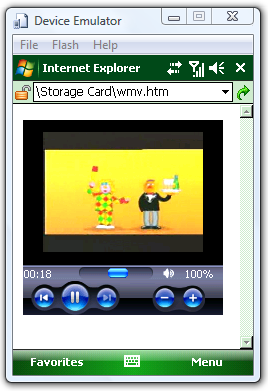 Device Emulator
File Flash Help
Internet Explorer
\Storage Card\wmv.htm
00:18 100%
Favorites Menu